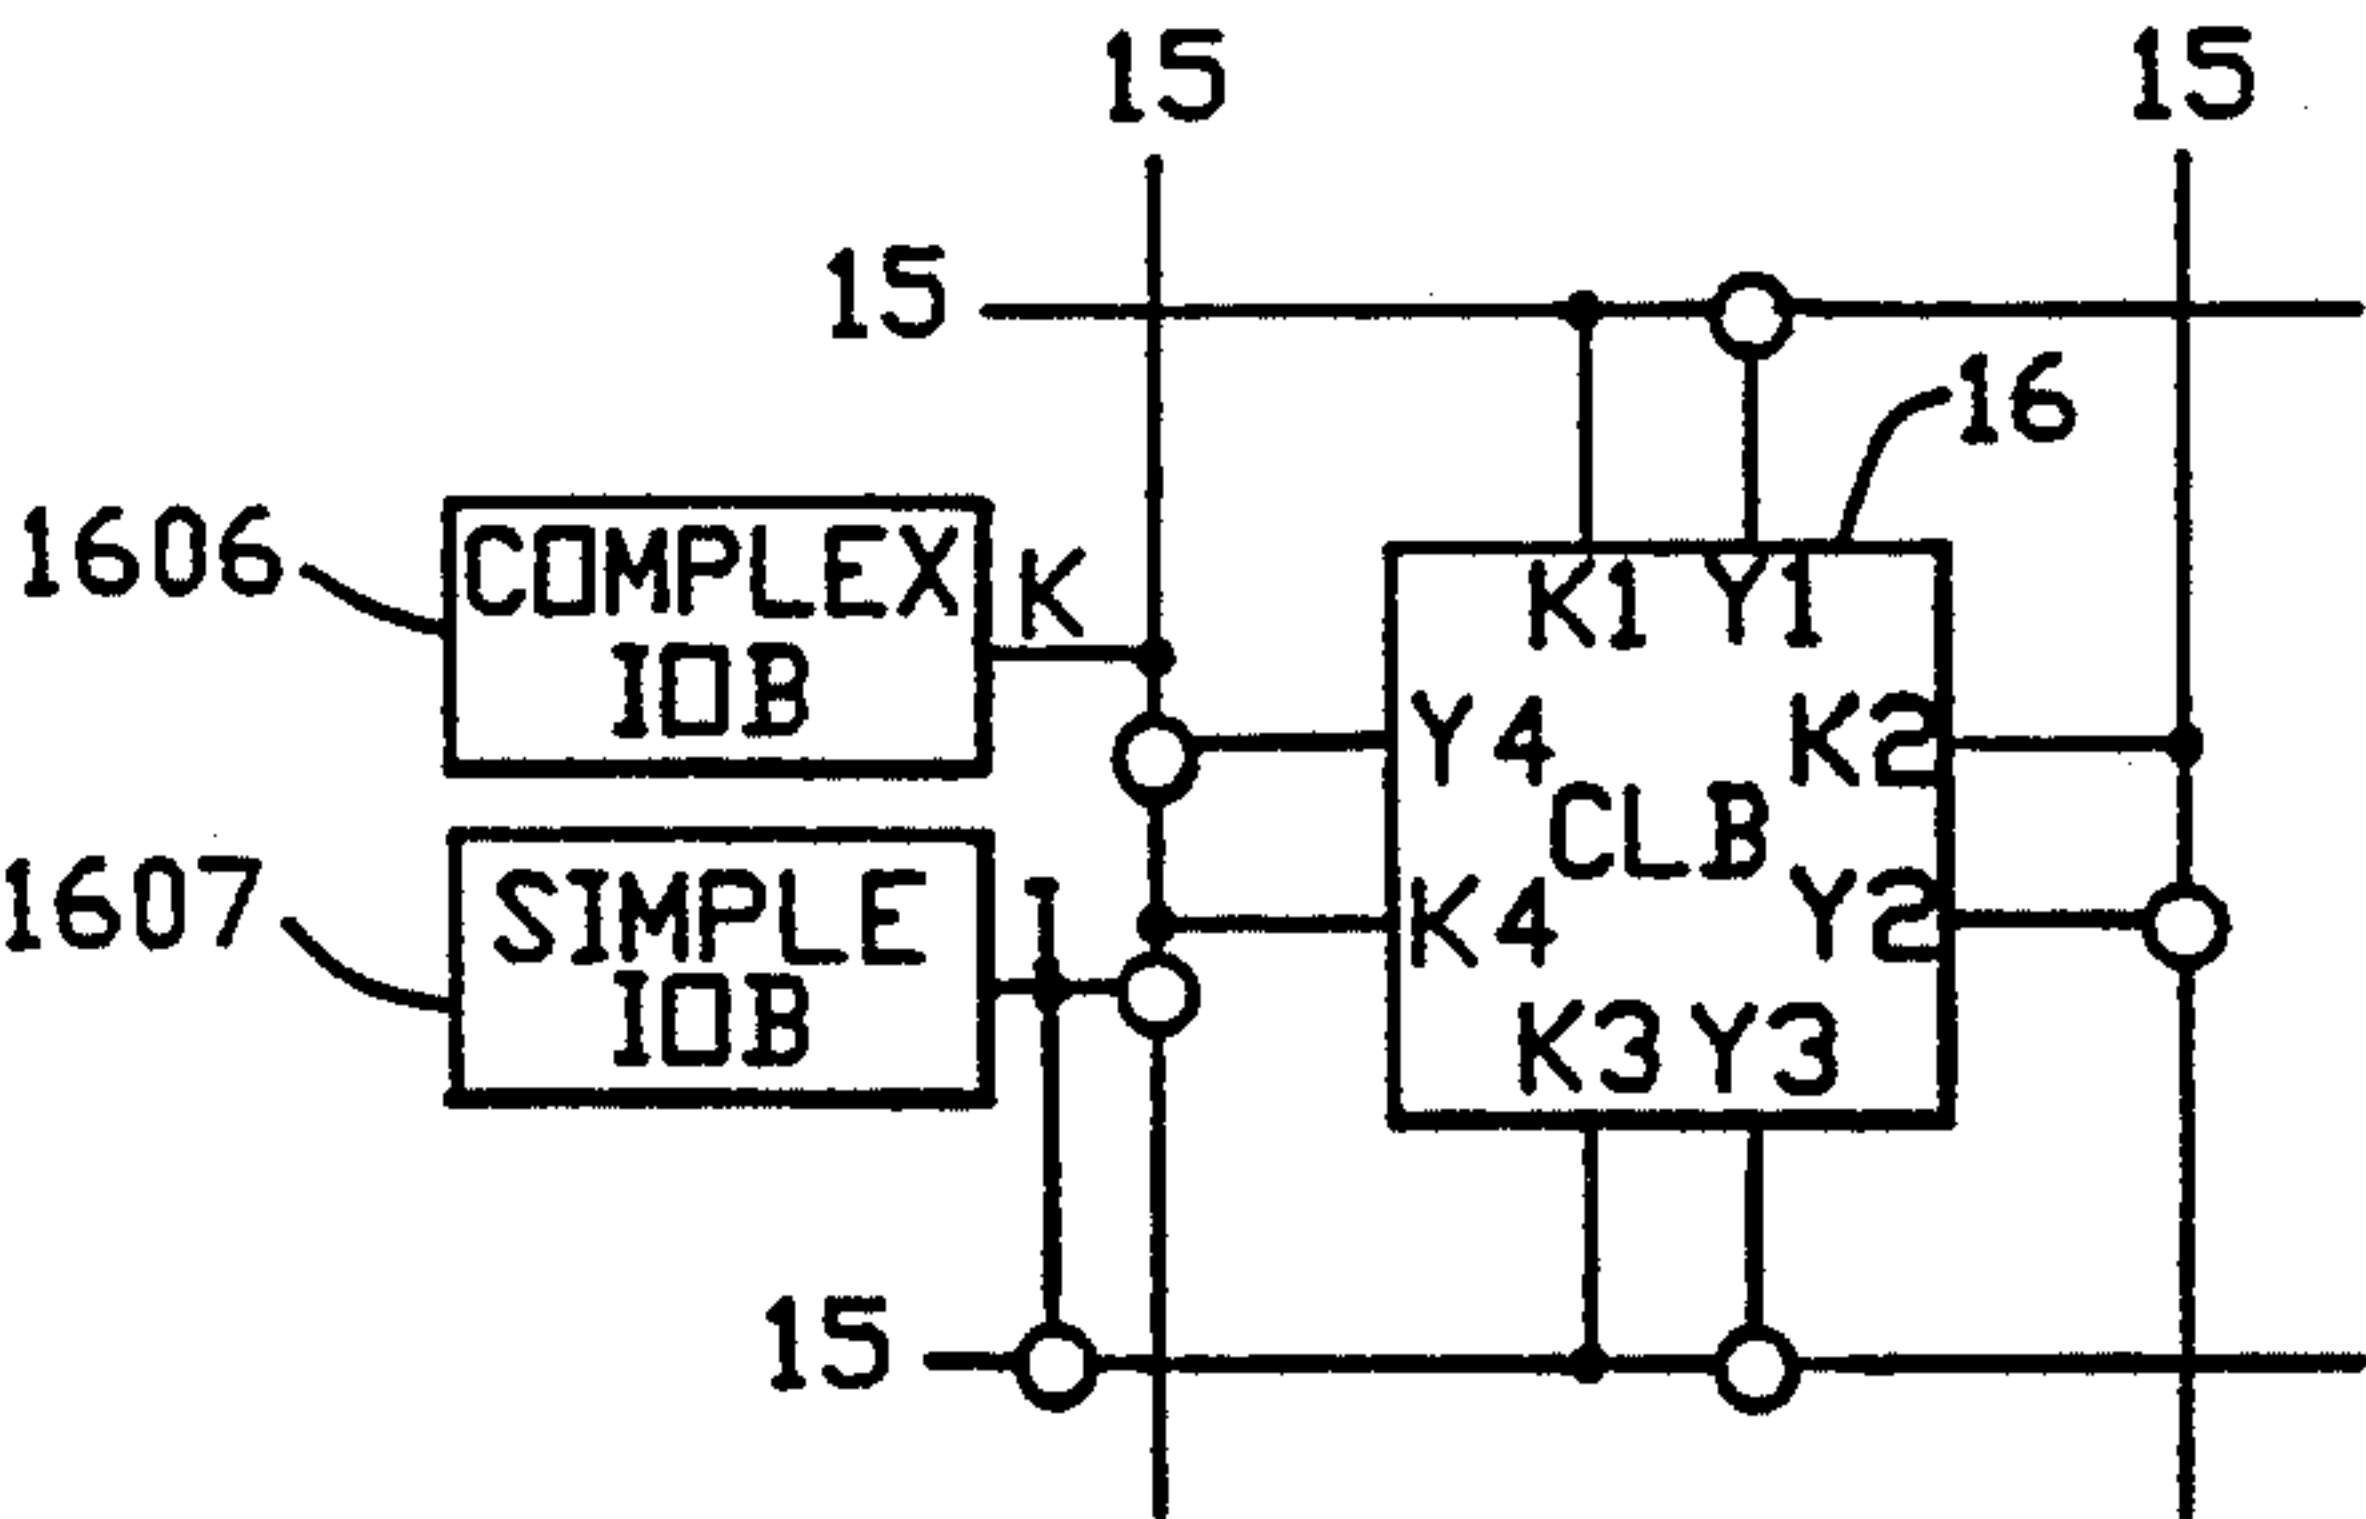 15
15
15
16
1606
COMPLEX
IOB
K
K1 Y1
Y4
K2
CLB
1607
SIMPLE
IOB
I
K4
Y2
K3 Y3
15